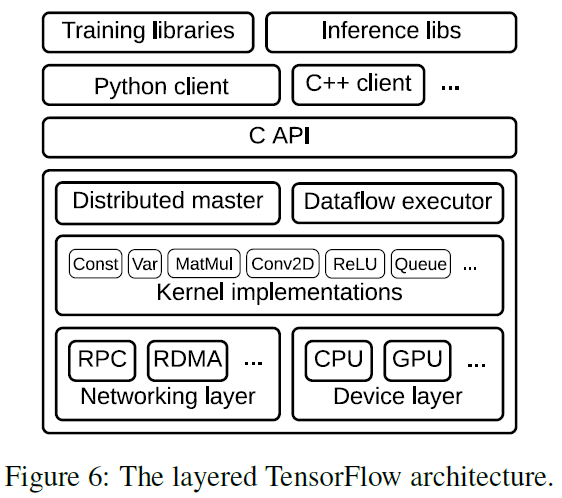 Training libraries Inference libs
Python client C++ client ...
C API
Distributed master Dataflow executor
Const Var MatMul Conv2D ReLU Queue ...
Kernel implementations
RPC RDMA ... CPU GPU ...
Networking layer Device layer
Figure 6: The layered TensorFlow architecture.